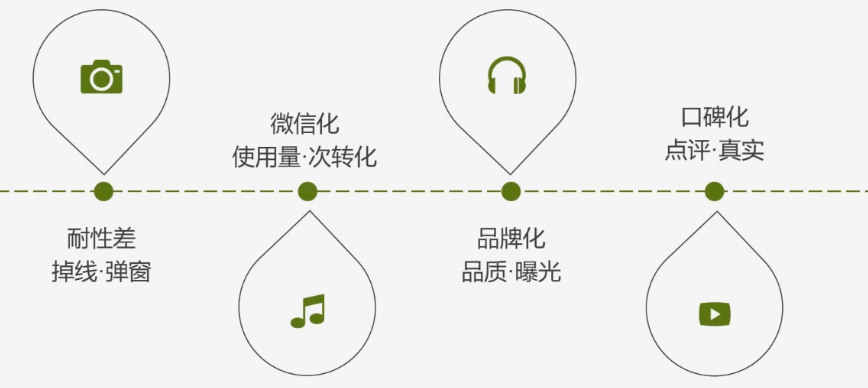 耐性差
掉线·弹窗
微信化
使用量·次转化
品牌化
品质·曝光
口碑化
点评·真实